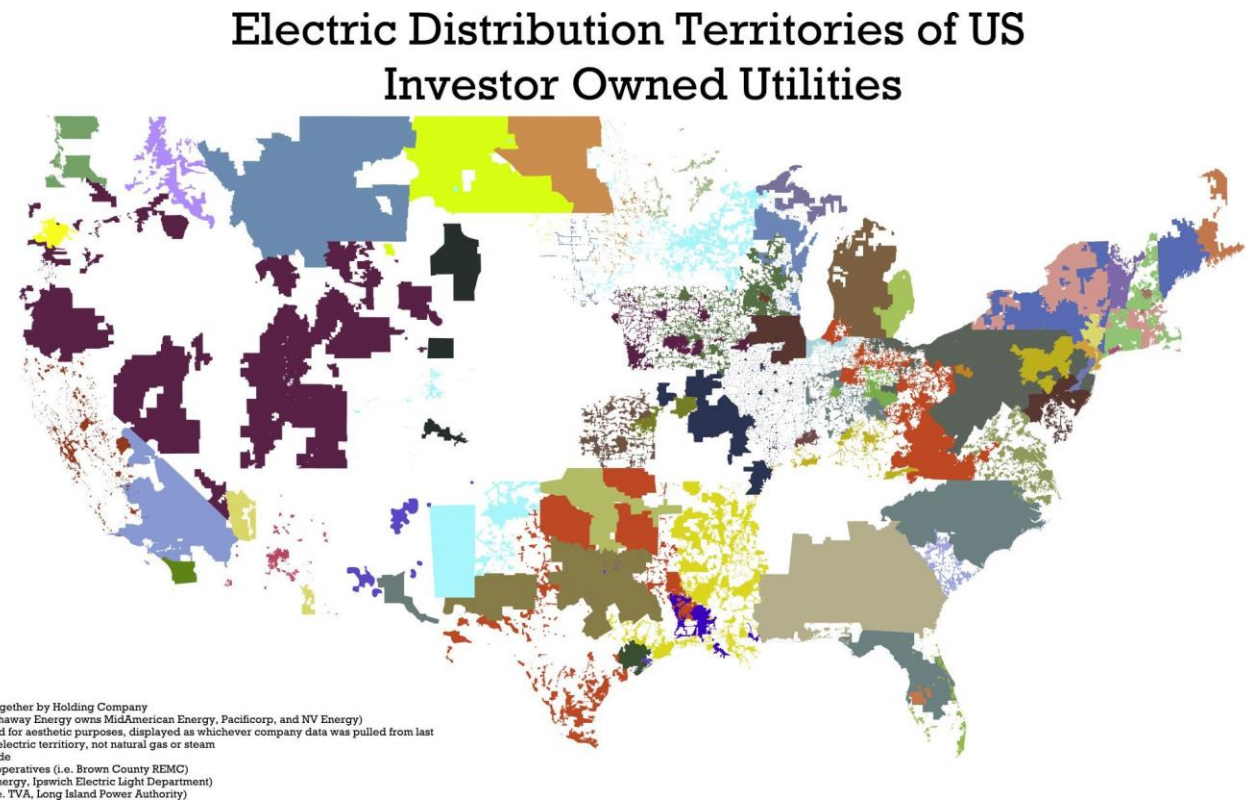 Electric Distribution Territories of US
Investor Owned Utilities
gether by Holding Company
haway Energy owns MidAmerican Energy, Pacificorp, and NV Energy)
d for aesthetic purposes, displayed as whichever company data was pulled from last
electric territiory, not natural gas or steam
de
operatives (i.e. Brown County REMC)
nergy, Ipswich Electric Light Department)
e. TVA, Long Island Power Authority)